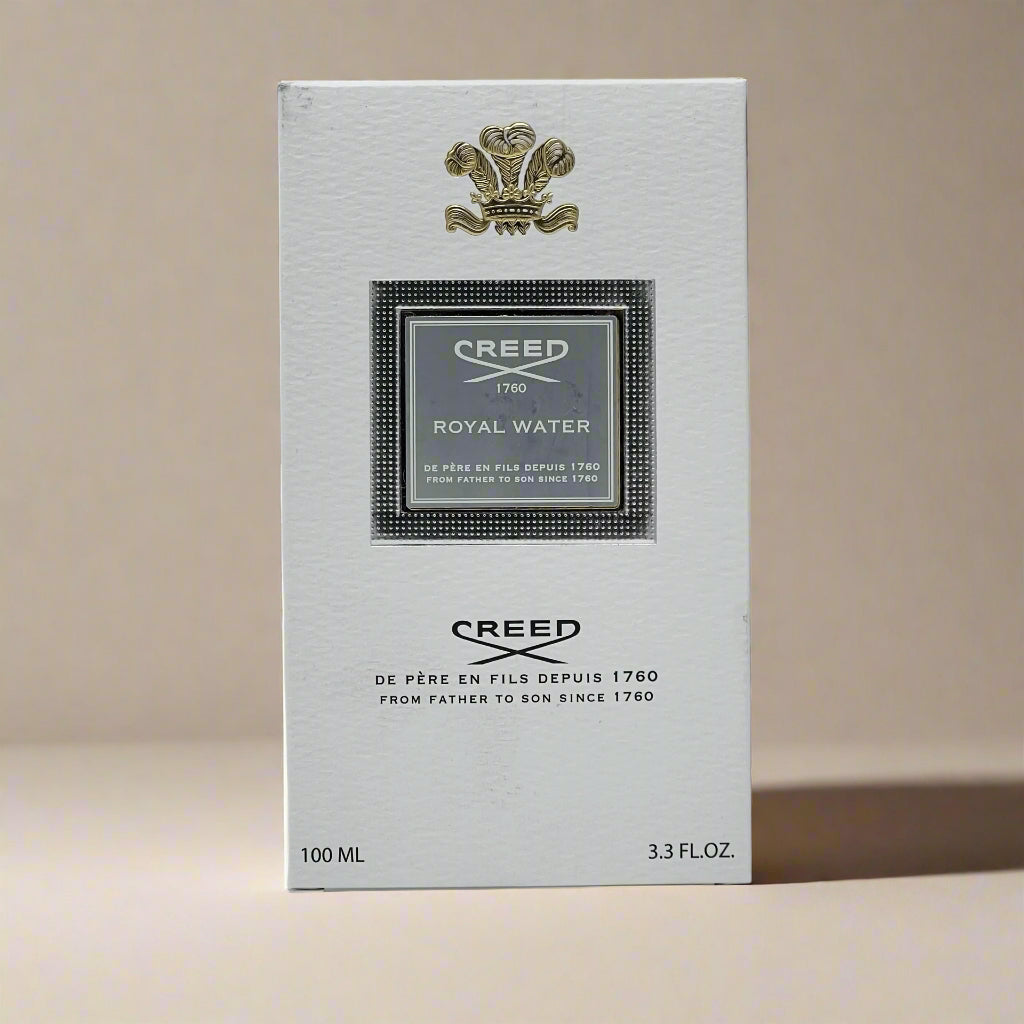 CREED
1760
ROYAL WATER
DE PÈRE EN FILS DEPUIS 1760
FROM FATHER TO SON SINCE 1760
CREED
DE PÈRE EN FILS DEPUIS 1760
FROM FATHER TO SON SINCE 1760
100 ML
3.3 FL.OZ.